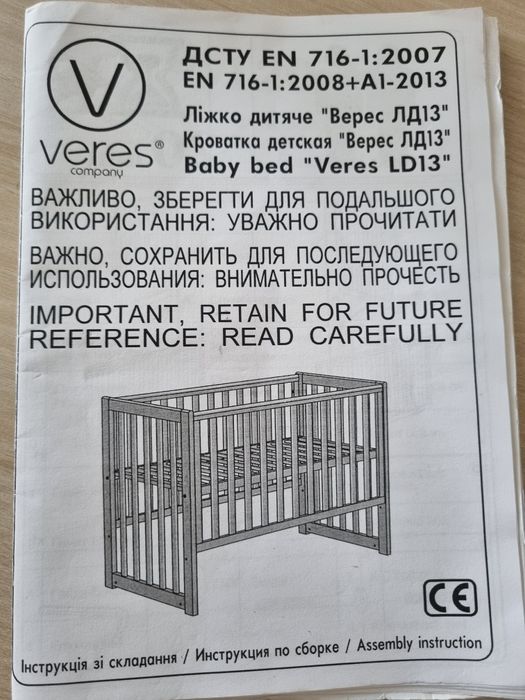 V
veres®
company
ДСТУ EN 716-1:2007
EN 716-1:2008+A1-2013
Ліжко дитяче "Верес ЛД13"
Кроватка детская "Верес ЛД13"
Baby bed "Veres LD13"
ВАЖЛИВО, ЗБЕРЕГТИ ДЛЯ ПОДАЛЬШОГО
ВИКОРИСТАННЯ: УВАЖНО ПРОЧИТАТИ
ВАЖНО, СОХРАНИТЬ ДЛЯ ПОСЛЕДУЮЩЕГО
ИСПОЛЬЗОВАНИЯ: ВНИМАТЕЛЬНО ПРОЧЕСТЬ
IMPORTANT, RETAIN FOR FUTURE
REFERENCE: READ CAREFULLY
CE
Інструкція зі складання / Инструкция по сборке / Assembly instruction